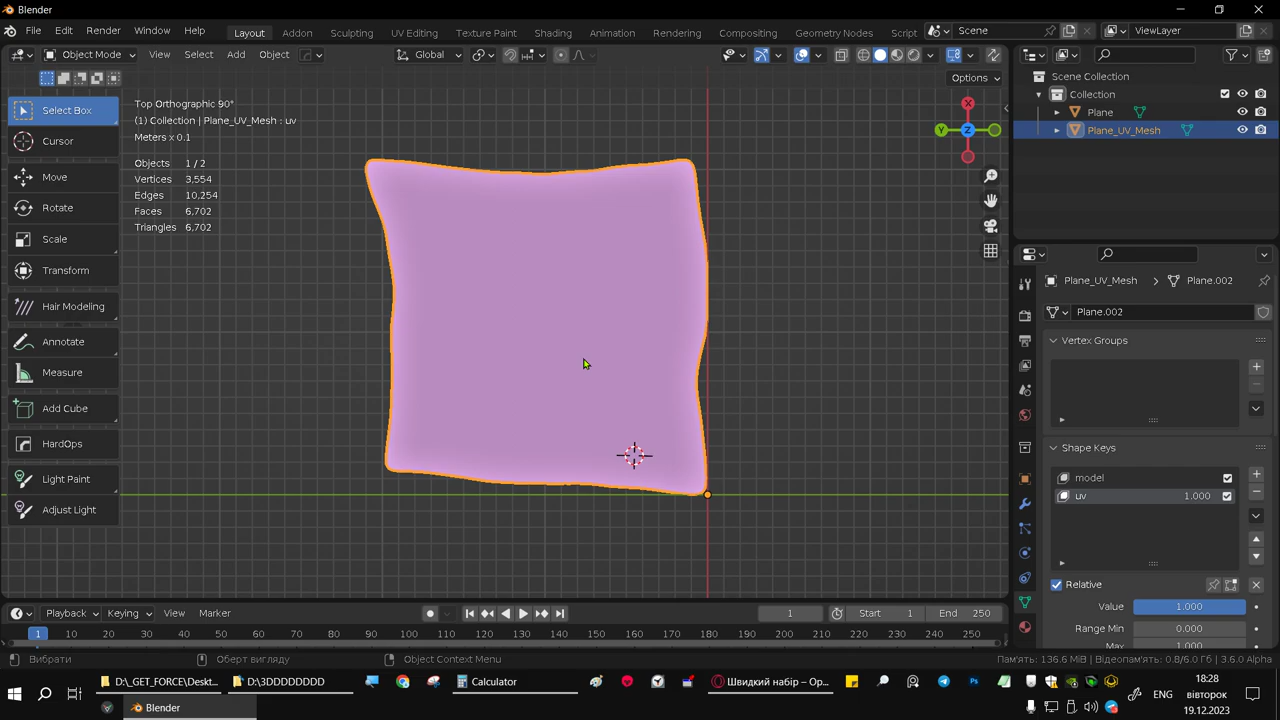 Blender
File Edit Render Window Help Layout Addon Sculpting UV Editing Texture Paint Shading Animation Rendering Compositing Geometry Nodes Script Scene ViewLayer
Object Mode View Select Add Object Global
Options
Select Box
Cursor
Move
Rotate
Scale
Transform
Hair Modeling
Annotate
Measure
Add Cube
HardOps
Light Paint
Adjust Light
Top Orthographic 90°
(1) Collection | Plane_UV_Mesh : uv
Meters x 0.1
Objects 1 / 2
Vertices 3,554
Edges 10,254
Faces 6,702
Triangles 6,702
X
Y
Z
Scene Collection
Collection
Plane
Plane_UV_Mesh
Plane_UV_Mesh > Plane.002
Plane.002
Vertex Groups
Shape Keys
model
uv 1.000
Relative
Value 1.000
Range Min 0.000
Max 1.000
Playback Keying View Marker 1 Start 1 End 250
1 10 20 30 40 50 60 70 80 90 100 110 120 130 140 150 160 170 180 190 200 210 220 230 240 250
Вибрати Оберт вигляду Object Context Menu Пам'ять: 136.6 MiB | Відеопам'ять: 0.8/6.0 Gi | 3.6.0 Alpha
D:\_GET_FORCE\Deskt... D:\3DDDDDDDD Calculator Швидкий набір – Op...
Blender
ENG
18:28
вівторок
19.12.2023